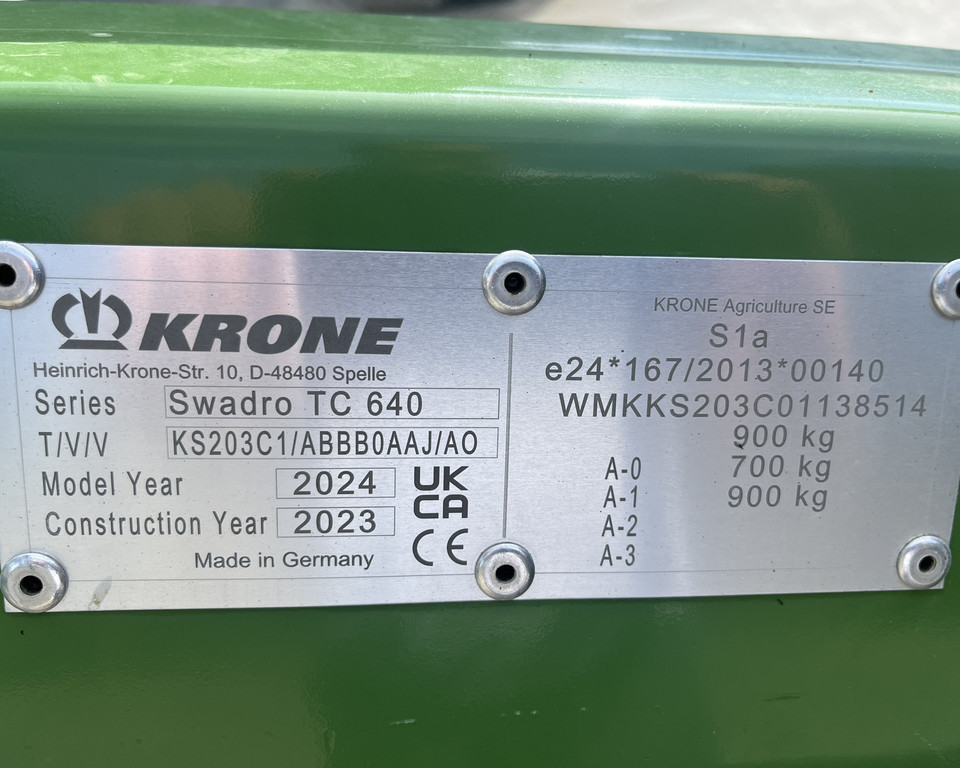 KRONE
Heinrich-Krone-Str. 10, D-48480 Spelle
Series Swadro TC 640
T/V/V KS203C1/ABBB0AAJ/AO
Model Year 2024
Construction Year 2023
UK
CA
CE
Made in Germany
KRONE Agriculture SE
S1a
e24*167/2013*00140
WMKKS203C01138514
900 kg
A-0 700 kg
A-1 900 kg
A-2
A-3